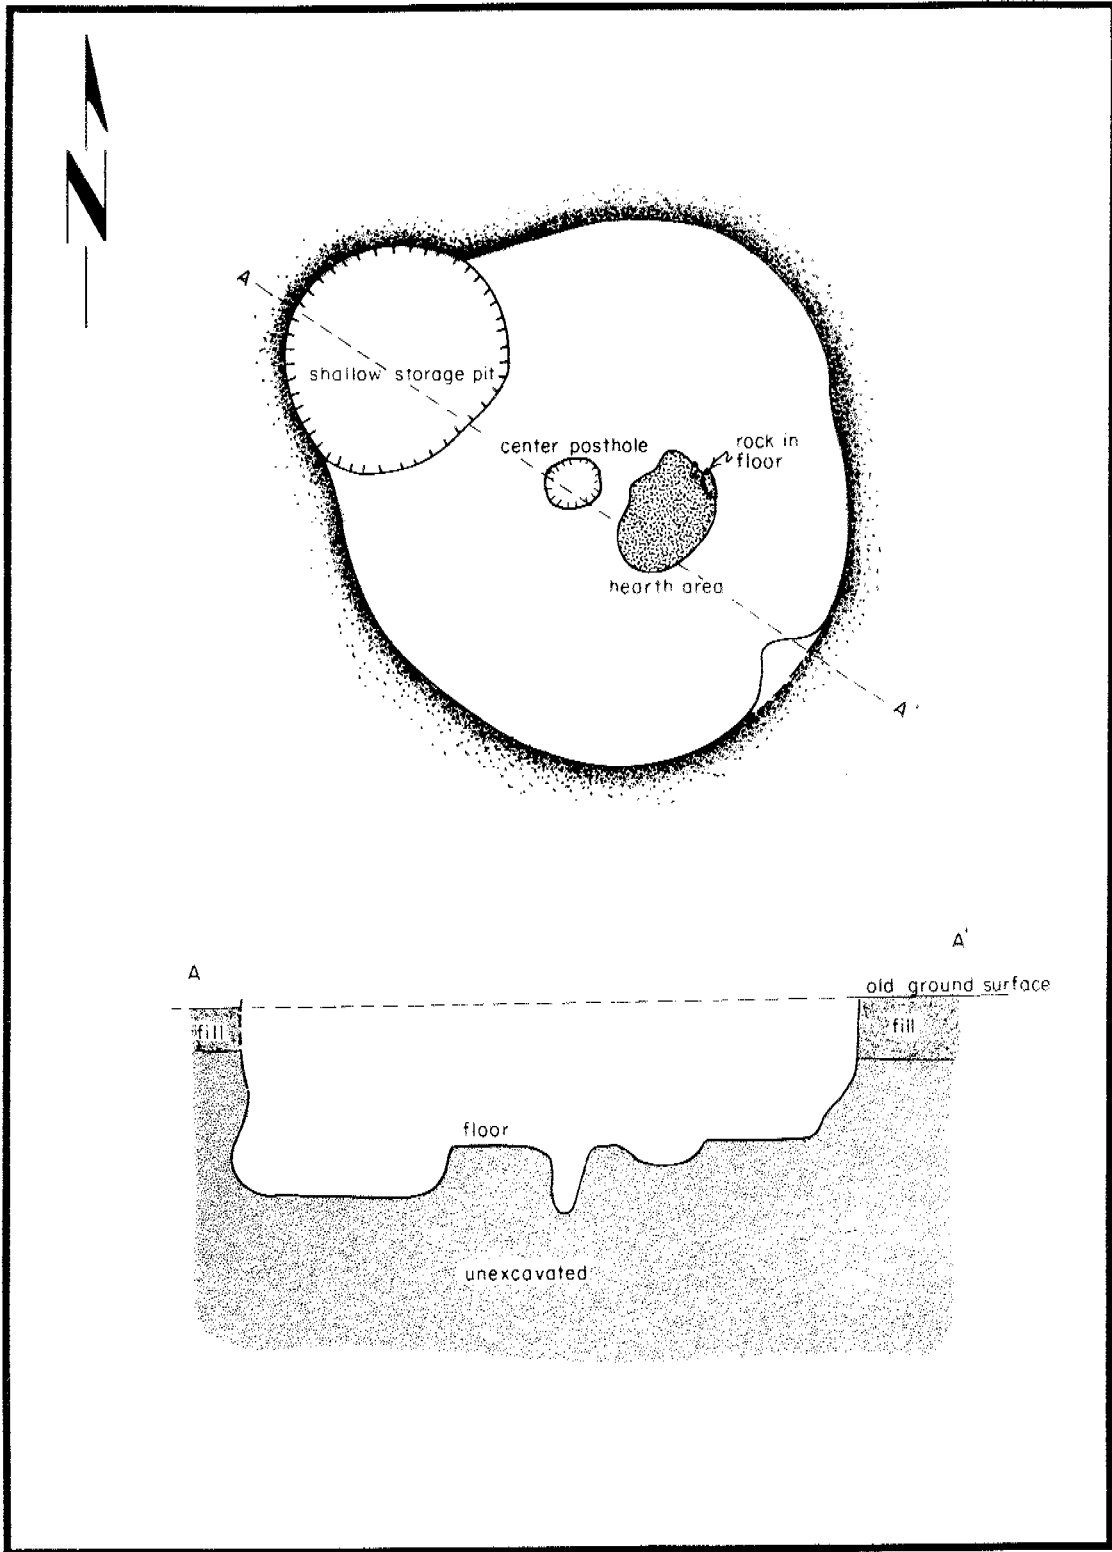 N
A
shallow storage pit
center posthole
rock in
floor
hearth area
A'
A'
A
old ground surface
fill
fill
floor
unexcavated